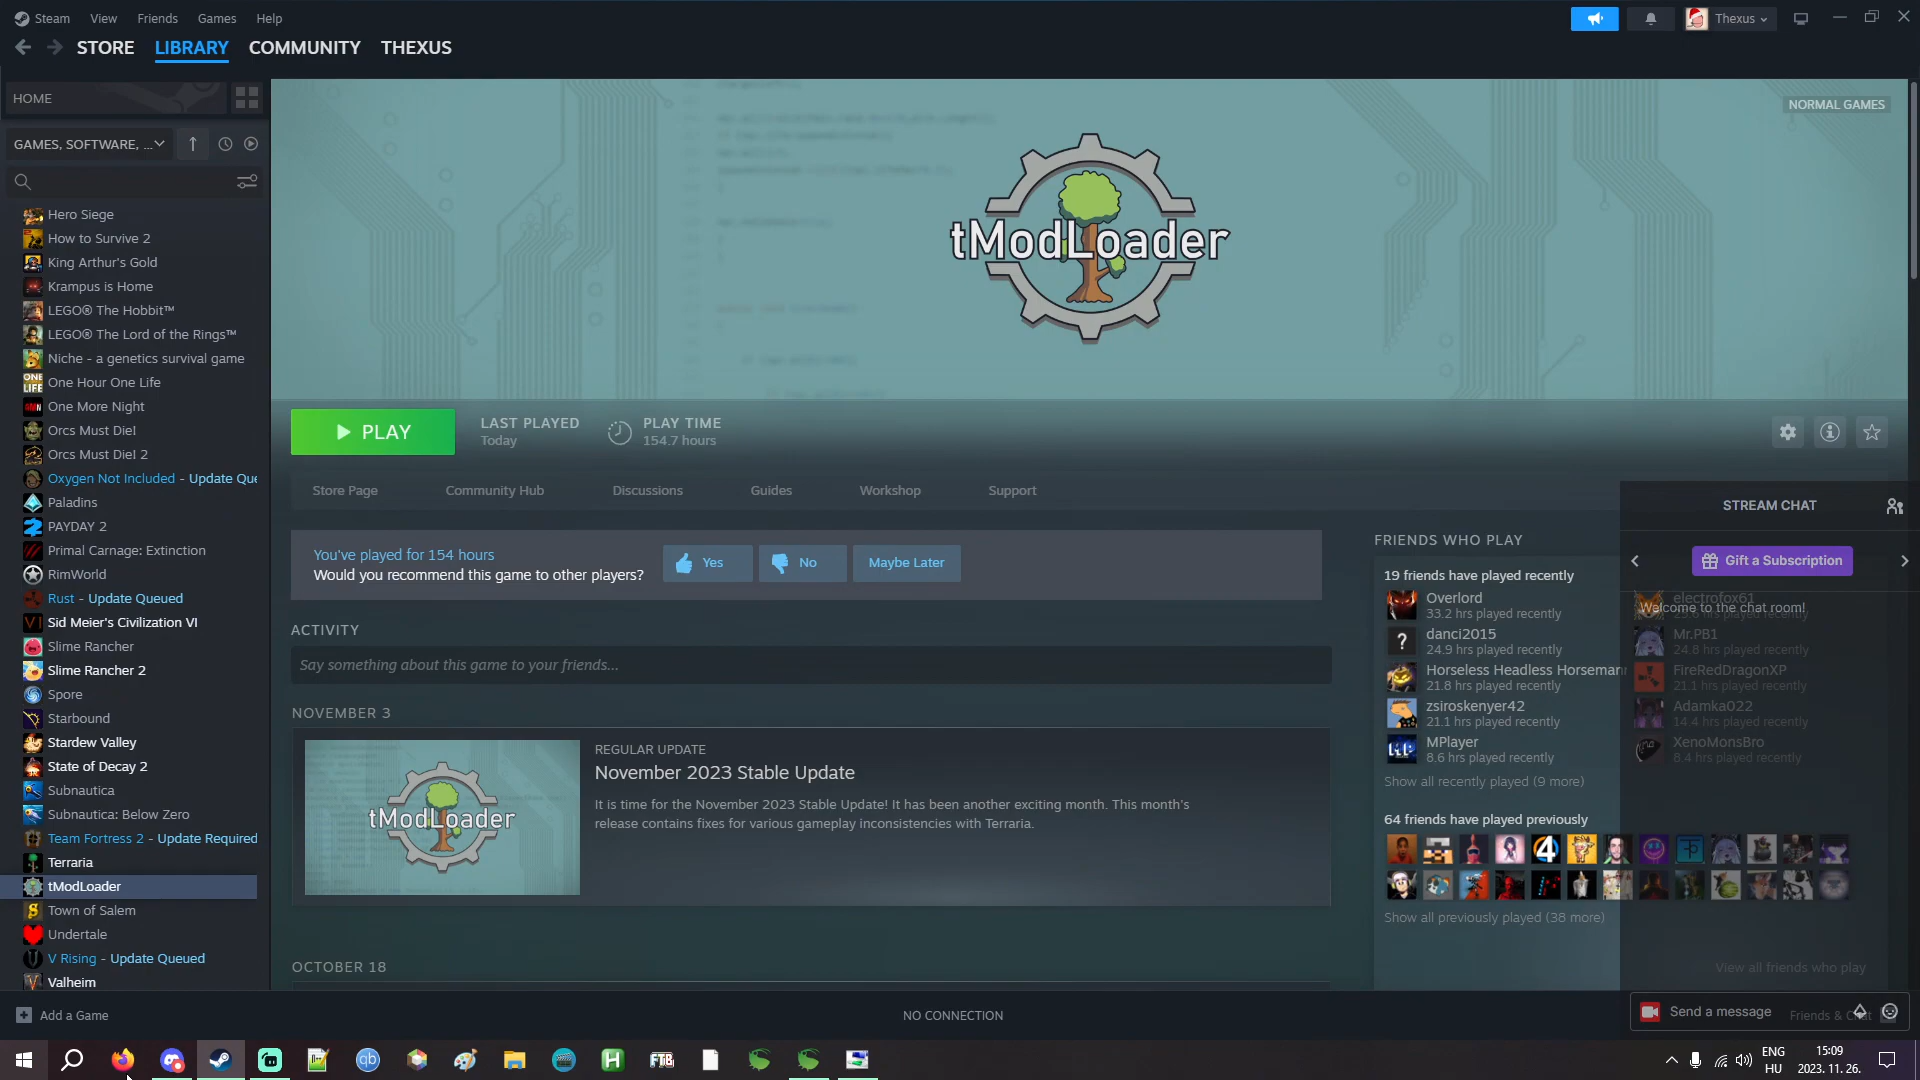 Steam View Friends Games Help
Thexus
STORE LIBRARY COMMUNITY THEXUS
HOME
GAMES, SOFTWARE, ...
Hero Siege
How to Survive 2
King Arthur's Gold
Krampus is Home
LEGO® The Hobbit™
LEGO® The Lord of the Rings™
Niche - a genetics survival game
One Hour One Life
One More Night
Orcs Must Die!
Orcs Must Die! 2
Oxygen Not Included - Update Que
Paladins
PAYDAY 2
Primal Carnage: Extinction
RimWorld
Rust - Update Queued
Sid Meier's Civilization VI
Slime Rancher
Slime Rancher 2
Spore
Starbound
Stardew Valley
State of Decay 2
Subnautica
Subnautica: Below Zero
Team Fortress 2 - Update Required
Terraria
tModLoader
Town of Salem
Undertale
V Rising - Update Queued
Valheim
Add a Game
NORMAL GAMES
tModLoader
PLAY
LAST PLAYED
Today
PLAY TIME
154.7 hours
Store Page Community Hub Discussions Guides Workshop Support
You've played for 154 hours
Would you recommend this game to other players?
Yes No Maybe Later
ACTIVITY
Say something about this game to your friends...
NOVEMBER 3
tModLoader
REGULAR UPDATE
November 2023 Stable Update
It is time for the November 2023 Stable Update! It has been another exciting month. This month's
release contains fixes for various gameplay inconsistencies with Terraria.
OCTOBER 18
FRIENDS WHO PLAY
19 friends have played recently
Overlord
33.2 hrs played recently
danci2015
24.9 hrs played recently
Horseless Headless Horseman
21.8 hrs played recently
zsiroskenyer42
21.1 hrs played recently
MPlayer
8.6 hrs played recently
Show all recently played (9 more)
64 friends have played previously
Show all previously played (38 more)
STREAM CHAT
Gift a Subscription
electrofox61
Welcome to the chat room!
Mr.PB1
24.8 hrs played recently
FireRedDragonXP
21.1 hrs played recently
Adamka022
14.4 hrs played recently
XenoMonsBro
8.4 hrs played recently
View all friends who play
Send a message
Friends & Chat
NO CONNECTION
FTB
ENG
HU
15:09
2023. 11. 26.